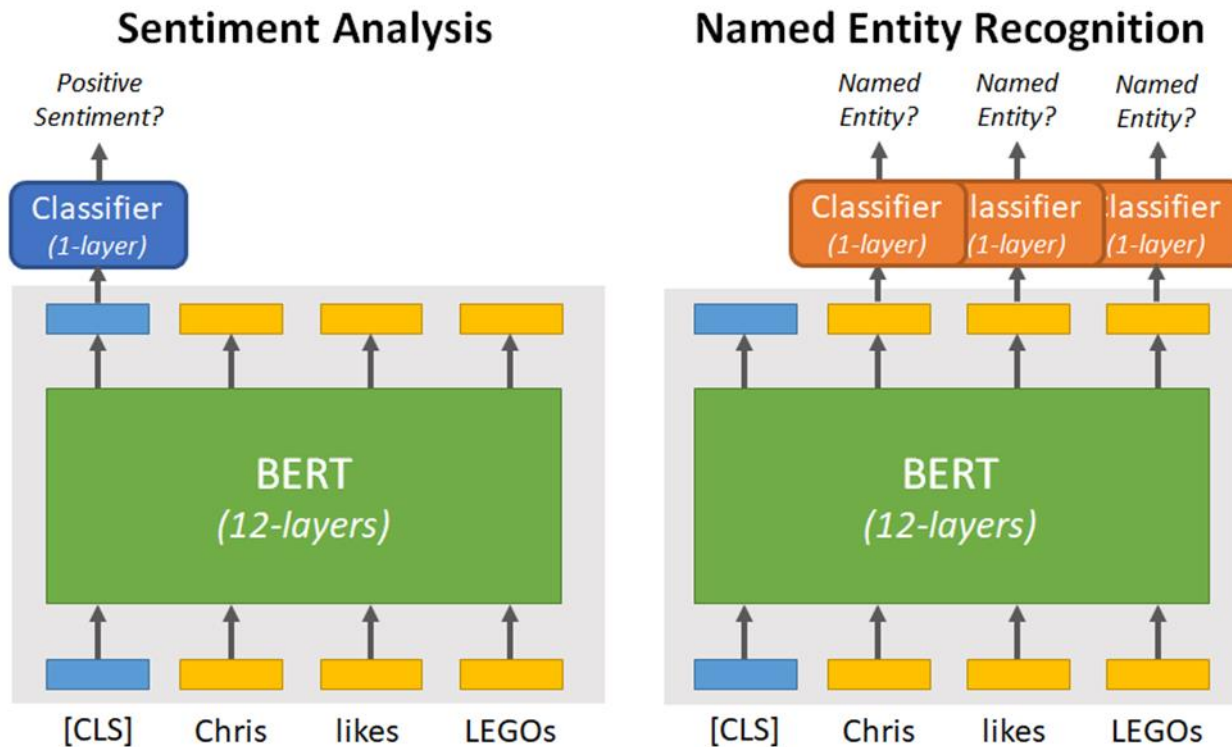 Sentiment Analysis
Positive
Sentiment?
Classifier
(1-layer)
BERT
(12-layers)
[CLS] Chris likes LEGOs
Named Entity Recognition
Named Named Named
Entity? Entity? Entity?
Classifier lassifier Classifier
(1-layer) (1-layer) (1-layer)
BERT
(12-layers)
[CLS] Chris likes LEGOs